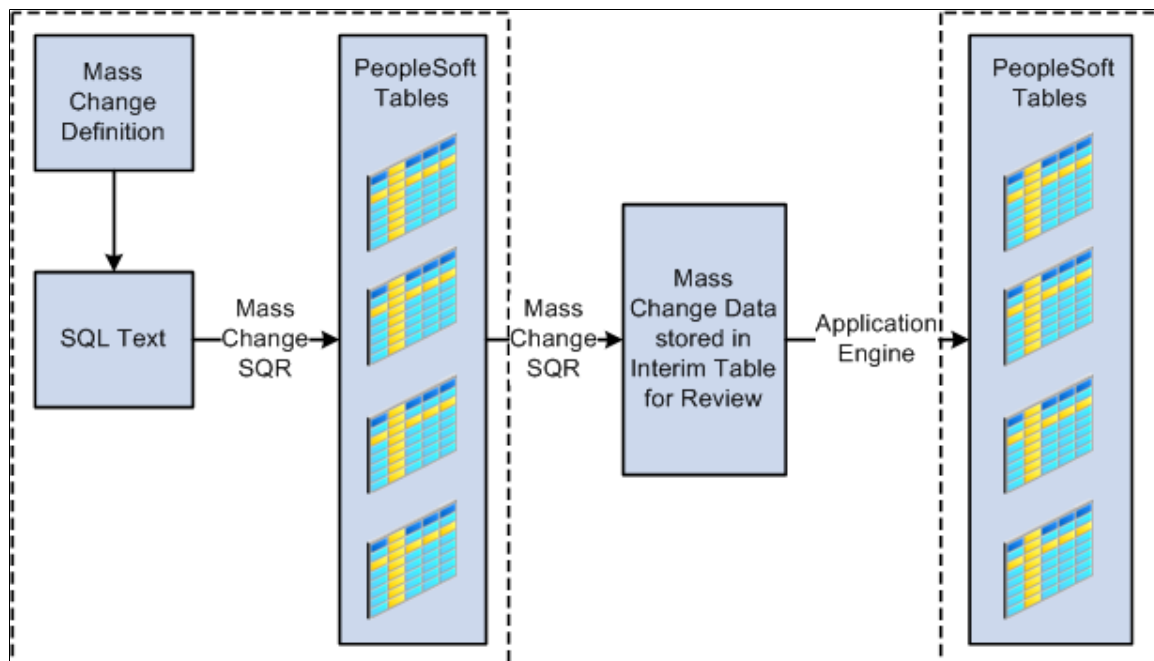 Mass
Change
Definition
SQL Text
Mass
Change
SQR
PeopleSoft
Tables
Mass
Change
SQR
Mass
Change Data
stored in
Interim Table
for Review
Application
Engine
PeopleSoft
Tables